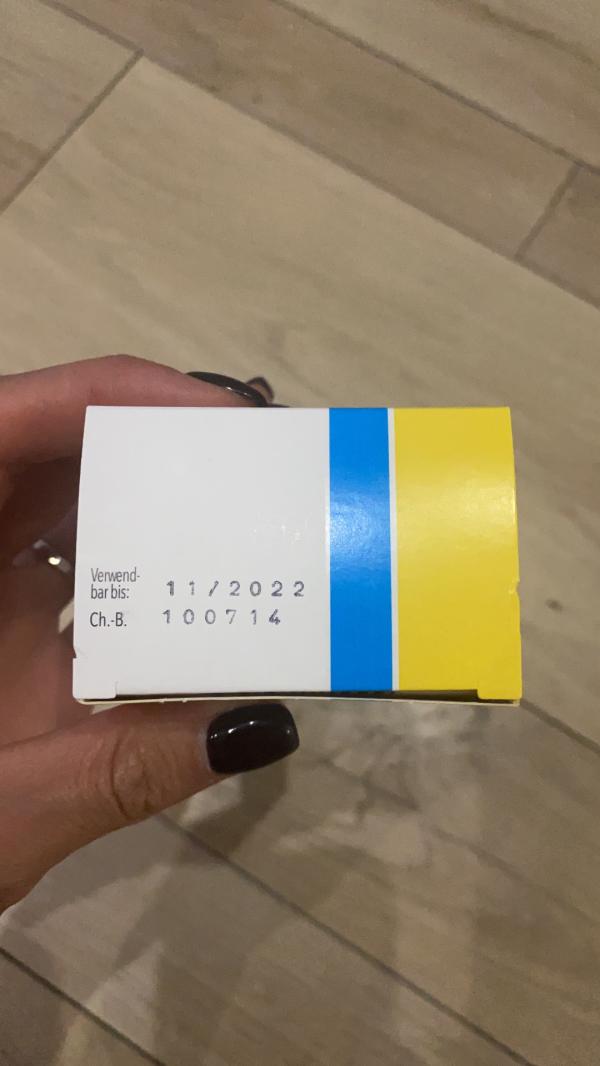 Verwend-
bar bis: 11/2022
Ch.-B. 100714